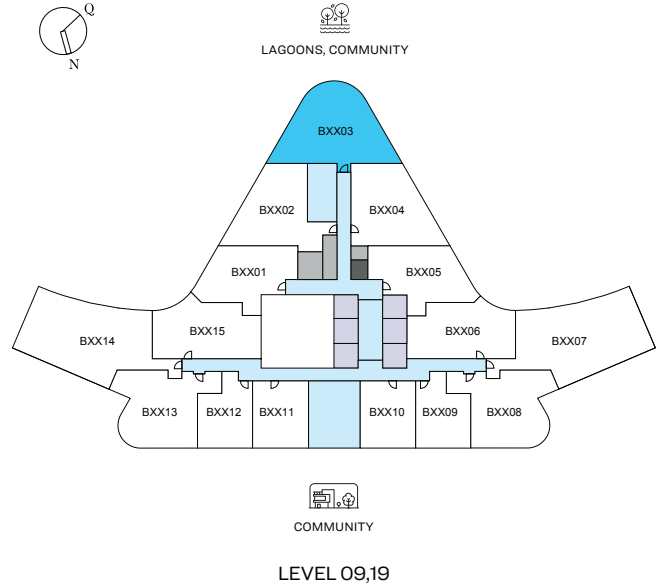 Q
N
LAGOONS, COMMUNITY
BXX03
BXX02
BXX04
BXX01
BXX05
BXX14
BXX15
BXX06
BXX07
BXX13
BXX12
BXX11
BXX10
BXX09
BXX08
COMMUNITY
LEVEL 09,19